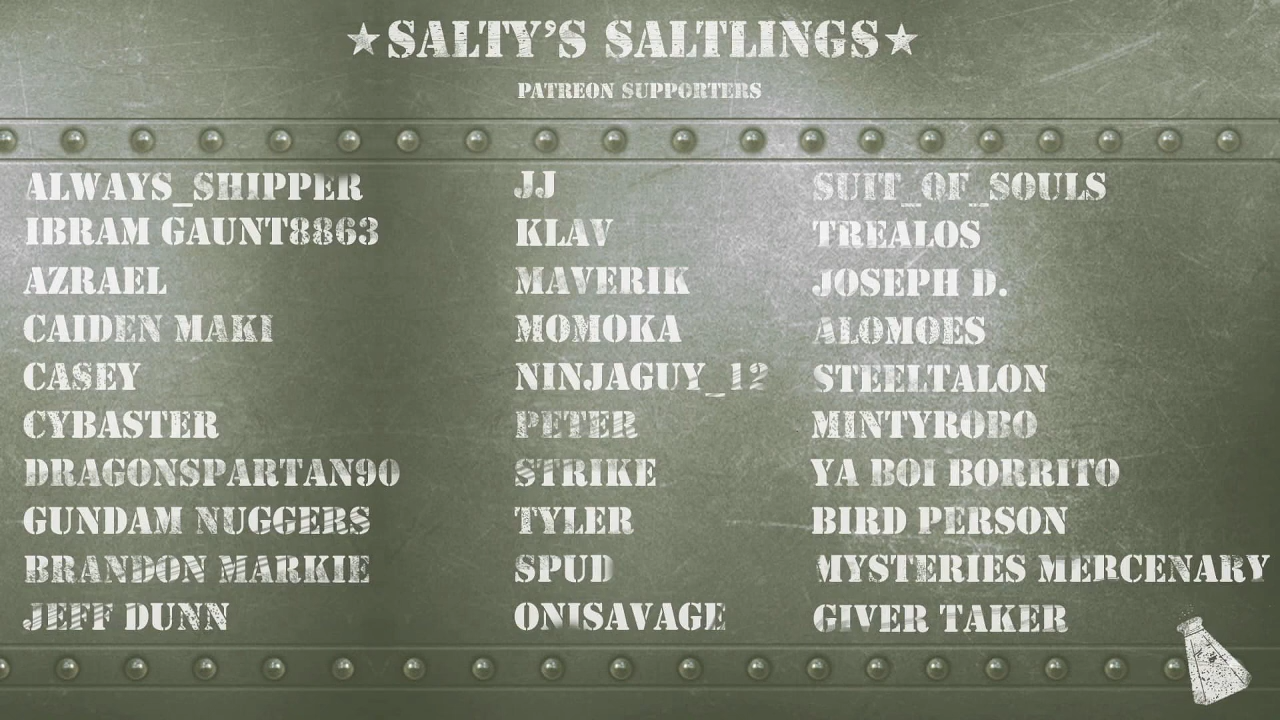 ★SALTY'S SALTLINGS★
PATREON SUPPORTERS
ALWAYS_SHIPPER
IBRAM GAUNT8863
AZRAEL
CAIDEN MAKI
CASEY
CYBASTER
DRAGONSPARTAN90
GUNDAM NUGGERS
BRANDON MARKIE
JEFF DUNN
JJ
KLAV
MAVERIK
MOMOKA
NINJAGUY_12
PETER
STRIKE
TYLER
SPUD
ONISAVAGE
SUIT_OF_SOULS
TREALOS
JOSEPH D.
ALOMOES
STEELTALON
MINTYROBO
YA BOI BORRITO
BIRD PERSON
MYSTERIES MERCENARY
GIVER TAKER